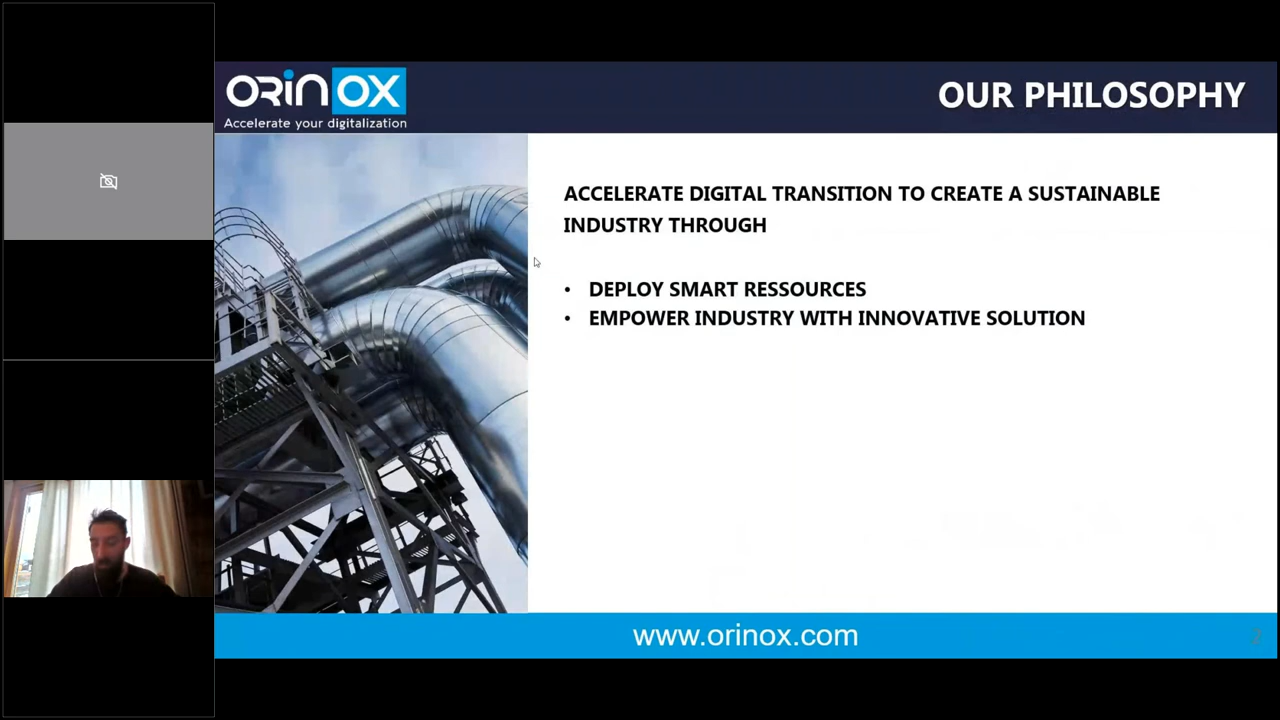 ORINOX
Accelerate your digitalization
OUR PHILOSOPHY
ACCELERATE DIGITAL TRANSITION TO CREATE A SUSTAINABLE
INDUSTRY THROUGH
• DEPLOY SMART RESSOURCES
• EMPOWER INDUSTRY WITH INNOVATIVE SOLUTION
www.orinox.com
2